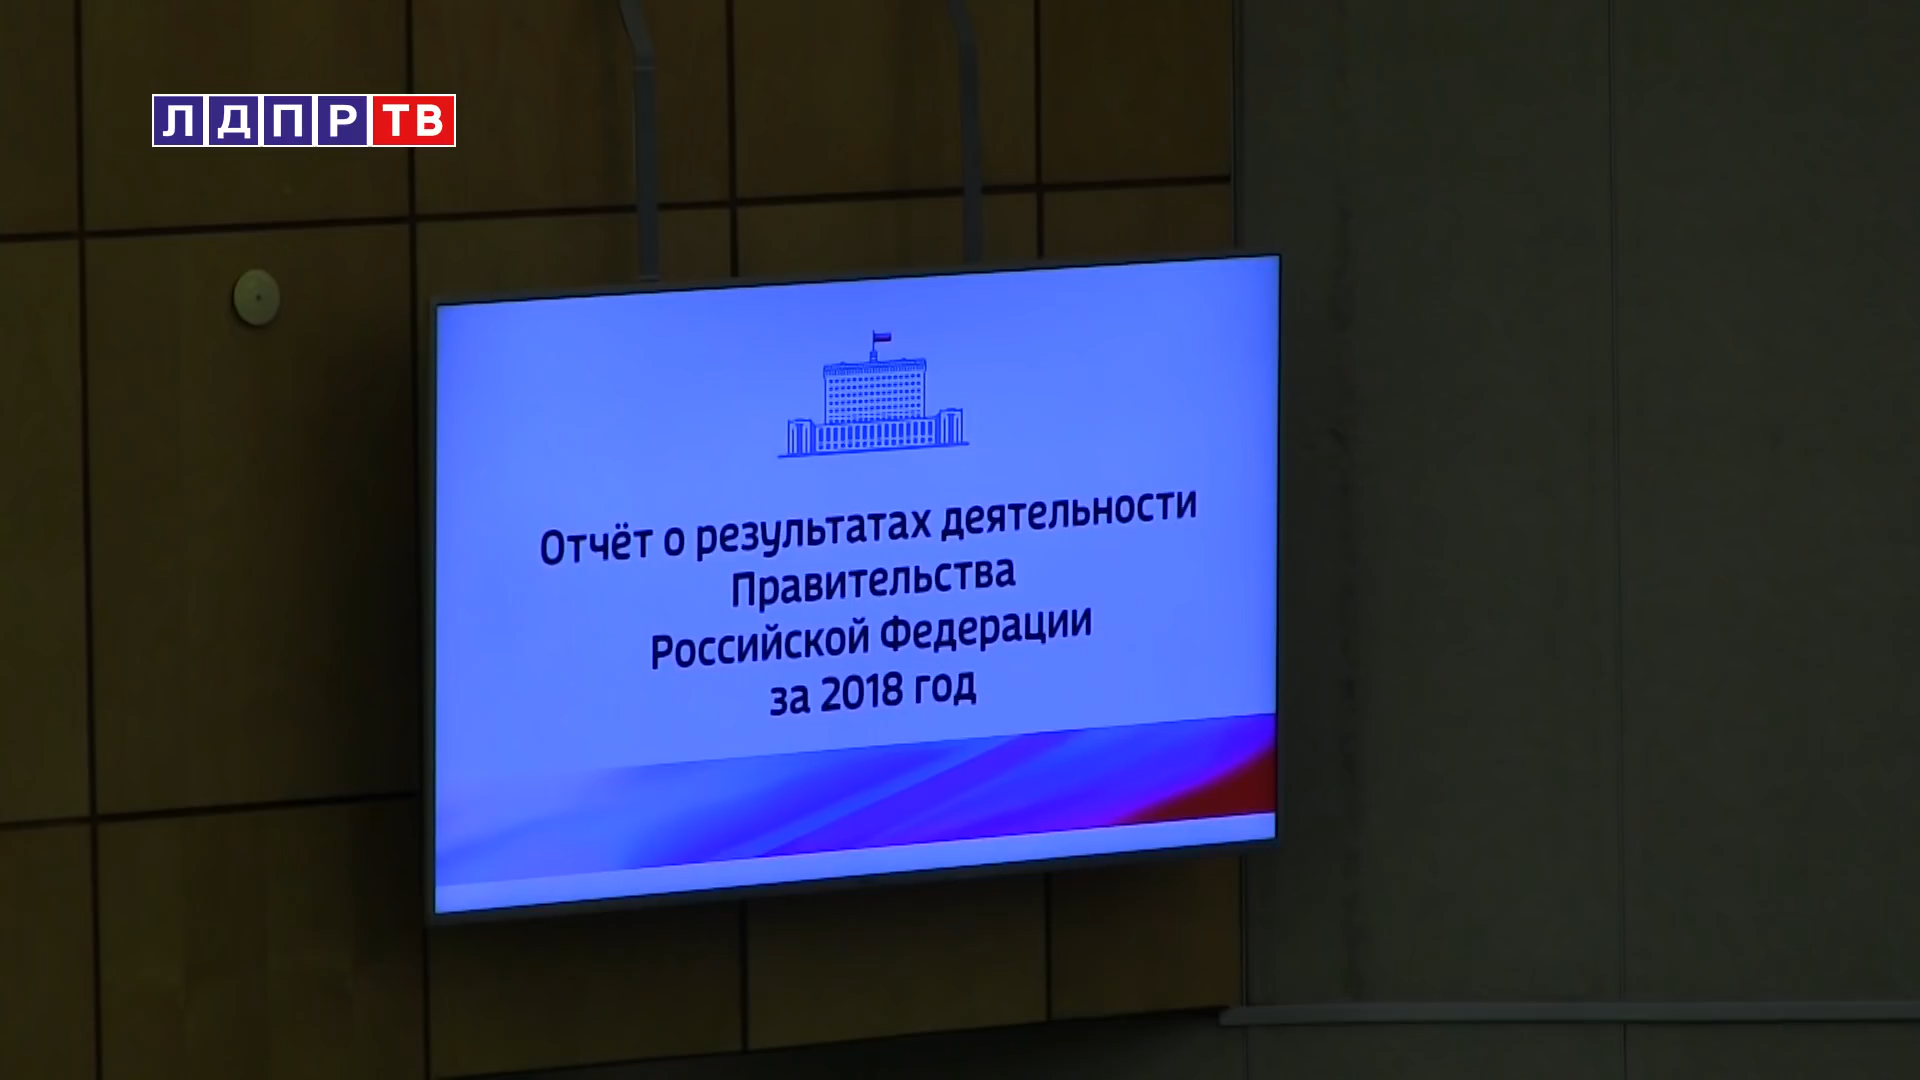 ЛДПР ТВ
Отчёт о результатах деятельности
Правительства
Российской Федерации
за 2018 год